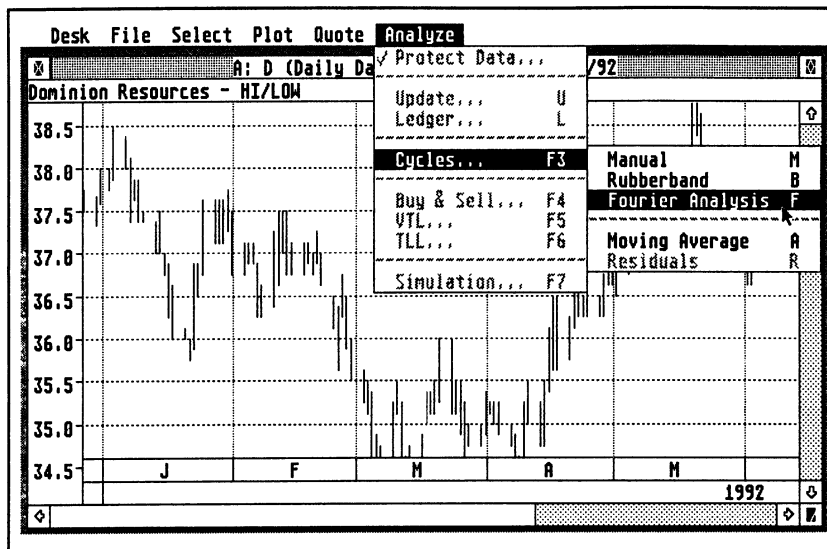 Desk File Select Plot Quote Analyze
A: D (Daily Da
/92
Dominion Resources - HI/LOW
✓ Protect Data...
Update... U
Ledger... L
Cycles... F3
Buy & Sell... F4
VTL... F5
TLL... F6
Simulation... F7
Manual M
Rubberband B
Fourier Analysis F
Moving Average A
Residuals R
38.5
38.0
37.5
37.0
36.5
36.0
35.5
35.0
34.5
J F M A M
1992